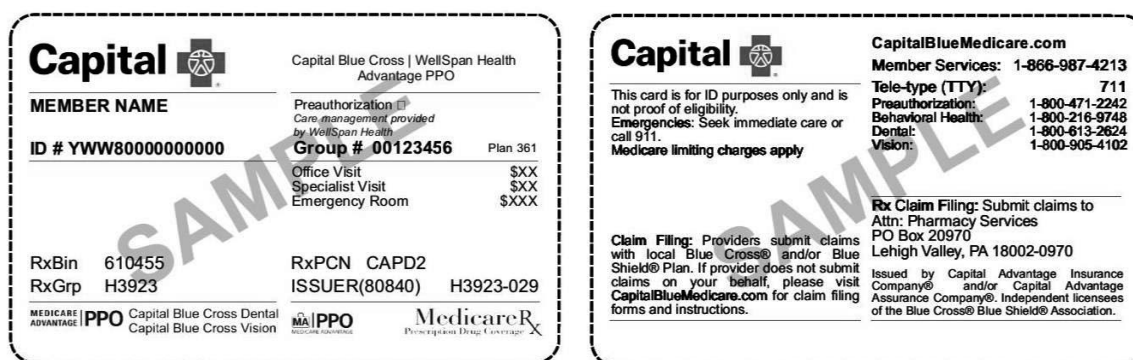 Capital
Capital Blue Cross | WellSpan Health
Advantage PPO
MEMBER NAME
ID # YWW80000000000
Preauthorization □
Care management provided
by WellSpan Health
Group # 00123456 Plan 361
Office Visit $XX
Specialist Visit $XX
Emergency Room $XXX
SAMPLE
RxBin 610455
RxGrp H3923
RxPCN CAPD2
ISSUER(80840) H3923-029
MEDICARE
ADVANTAGE
PPO
Capital Blue Cross Dental
Capital Blue Cross Vision
MA PPO
MEDICARE ADVANTAGE
MedicareRx
Prescription Drug Coverage
Capital
This card is for ID purposes only and is
not proof of eligibility.
Emergencies: Seek immediate care or
call 911.
Medicare limiting charges apply
CapitalBlueMedicare.com
Member Services: 1-866-987-4213
Tele-type (TTY): 711
Preauthorization: 1-800-471-2242
Behavioral Health: 1-800-216-9748
Dental: 1-800-613-2624
Vision: 1-800-905-4102
SAMPLE
Claim Filing: Providers submit claims
with local Blue Cross® and/or Blue
Shield® Plan. If provider does not submit
claims on your behalf, please visit
CapitalBlueMedicare.com for claim filing
forms and instructions.
Rx Claim Filing: Submit claims to
Attn: Pharmacy Services
PO Box 20970
Lehigh Valley, PA 18002-0970
Issued by Capital Advantage Insurance
Company® and/or Capital Advantage
Assurance Company®. Independent licensees
of the Blue Cross® Blue Shield® Association.